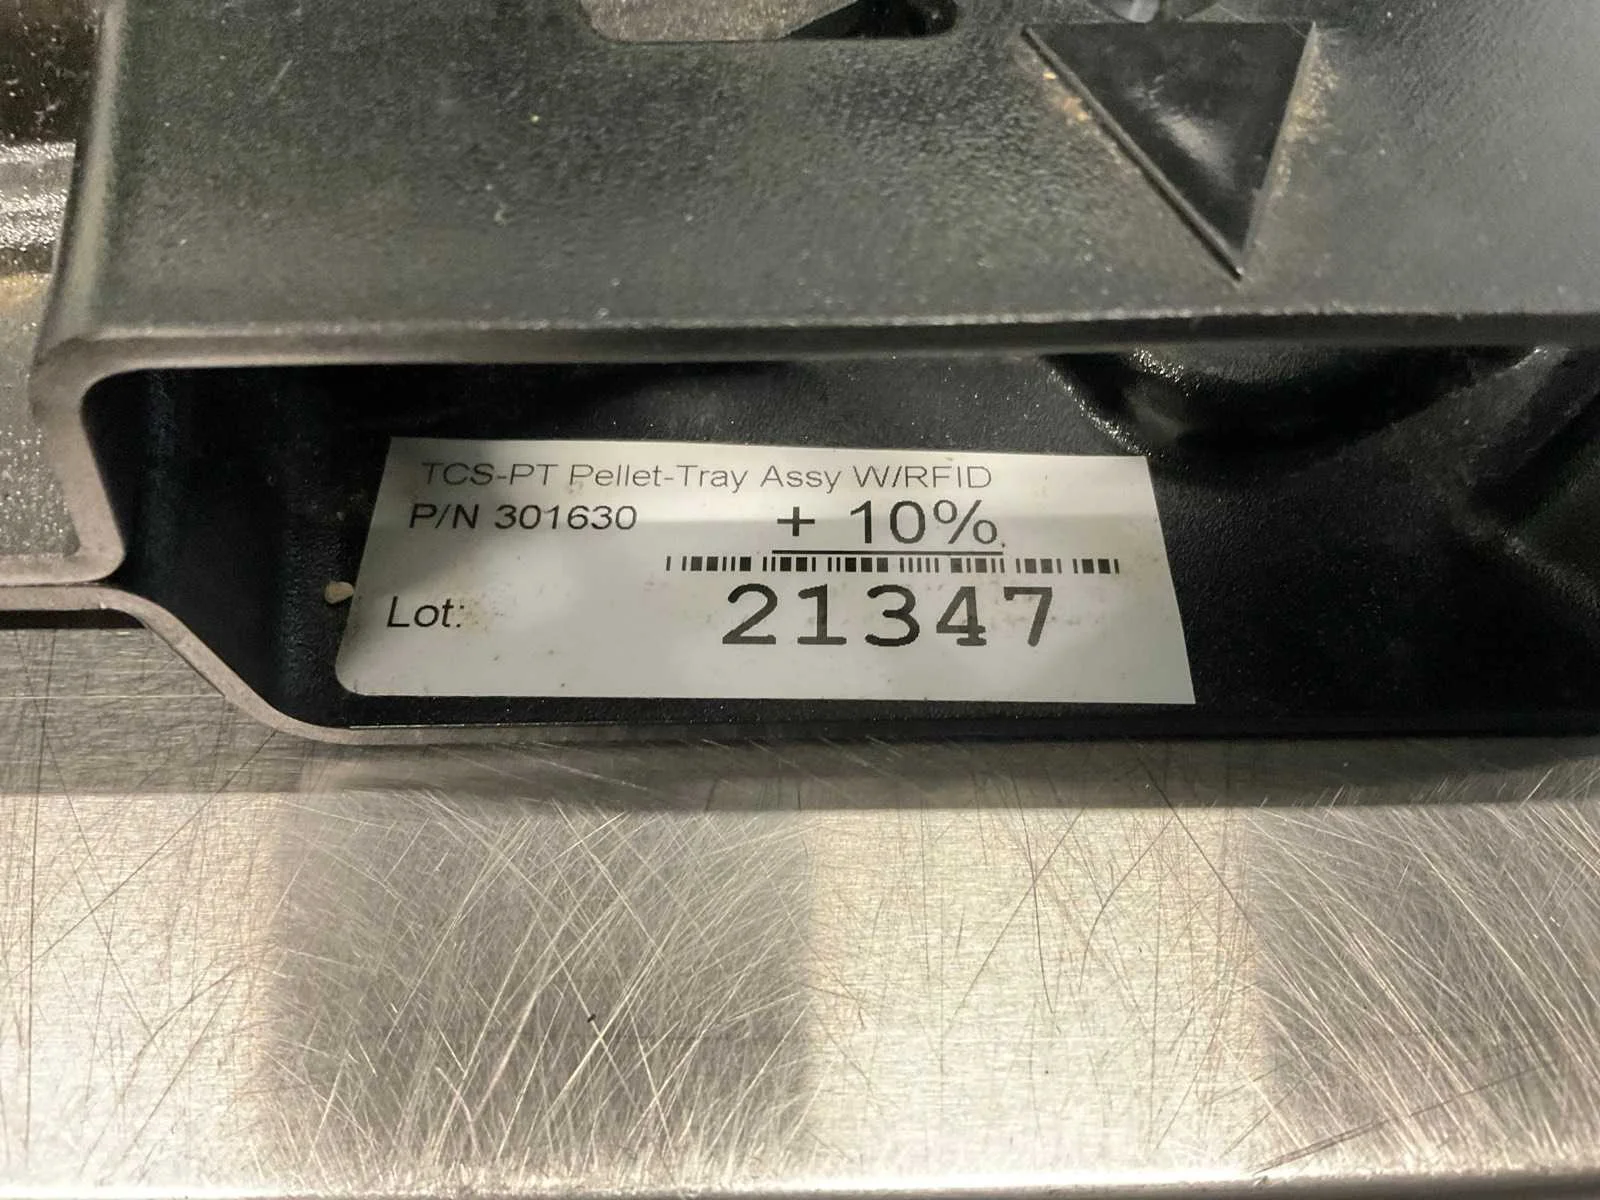 TCS-PT Pellet-Tray Assy W/RFID
P/N 301630
+ 10%
Lot:
21347